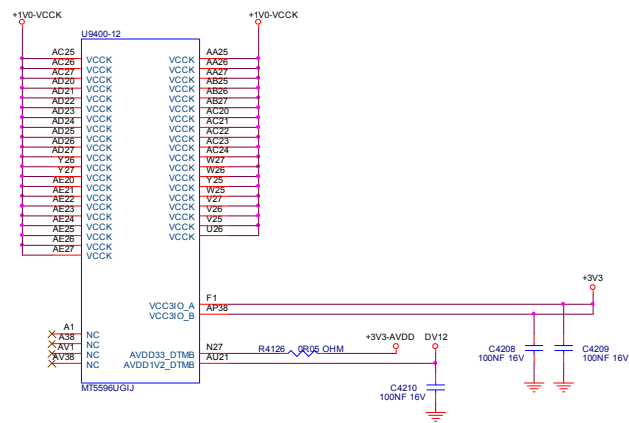 +1V0-VCCK +1V0-VCCK
U9400-12
AC25 VCCK VCCK AA25
AC26 VCCK VCCK AA26
AC27 VCCK VCCK AA27
AD20 VCCK VCCK AB25
AD21 VCCK VCCK AB26
AD22 VCCK VCCK AB27
AD23 VCCK VCCK AC20
AD24 VCCK VCCK AC21
AD25 VCCK VCCK AC22
AD26 VCCK VCCK AC23
AD27 VCCK VCCK AC24
Y26 VCCK VCCK W27
Y27 VCCK VCCK W26
AE20 VCCK VCCK Y25
AE21 VCCK VCCK W25
AE22 VCCK VCCK V27
AE23 VCCK VCCK V26
AE24 VCCK VCCK V25
AE25 VCCK VCCK U26
AE26 VCCK
AE27 VCCK
+3V3
VCC3IO_A F1
VCC3IO_B AP38
A1 NC
A38 NC
AV1 NC
AV38 NC
AVDD33_DTMB N27
AVDD1V2_DTMB AU21
R4126 0R05 OHM
+3V3-AVDD DV12
C4208
100NF 16V
C4209
100NF 16V
MT5596UGIJ
C4210
100NF 16V